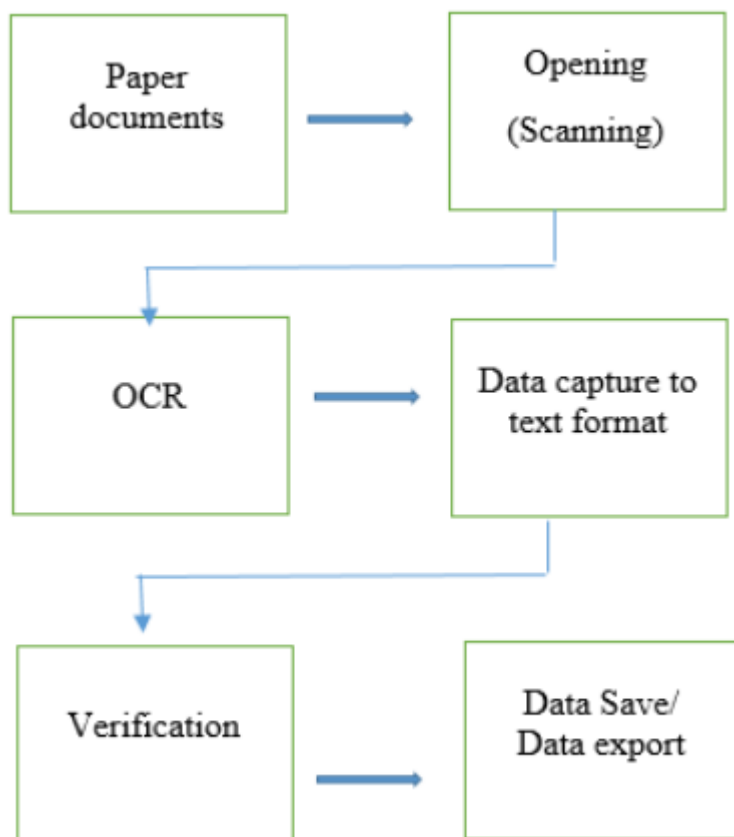 Paper
documents
Opening
(Scanning)
OCR
Data capture to
text format
Verification
Data Save/
Data export